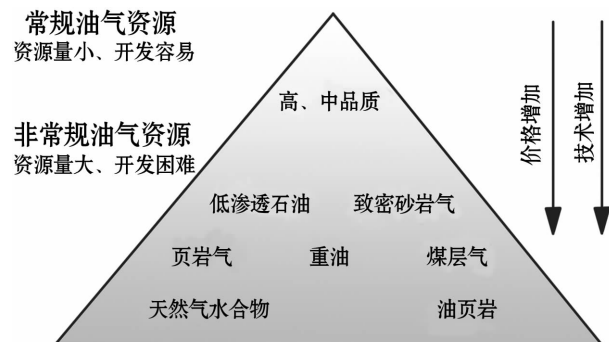 常规油气资源
资源量小、开发容易
高、中品质
非常规油气资源
资源量大、开发困难
价格增加
技术增加
低渗透石油 致密砂岩气
页岩气 重油 煤层气
天然气水合物 油页岩